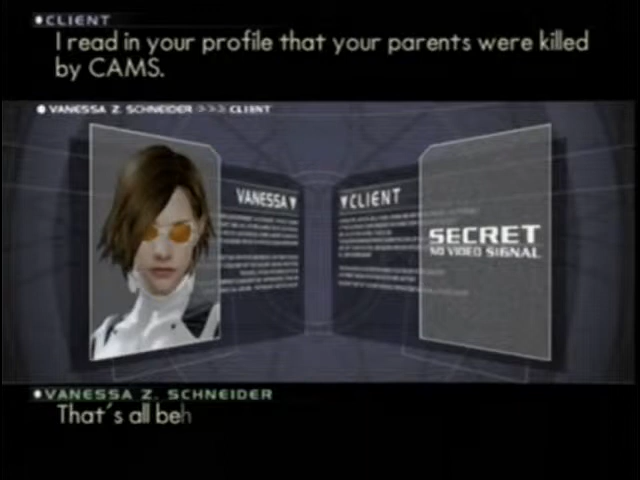 CLIENT
I read in your profile that your parents were killed
by CAMS.
VANESSA Z. SCHNEIDER >>> CLIENT
VANESSA▼
▼CLIENT
SECRET
NO VIDEO SIGNAL
VANESSA Z. SCHNEIDER
That's all beh